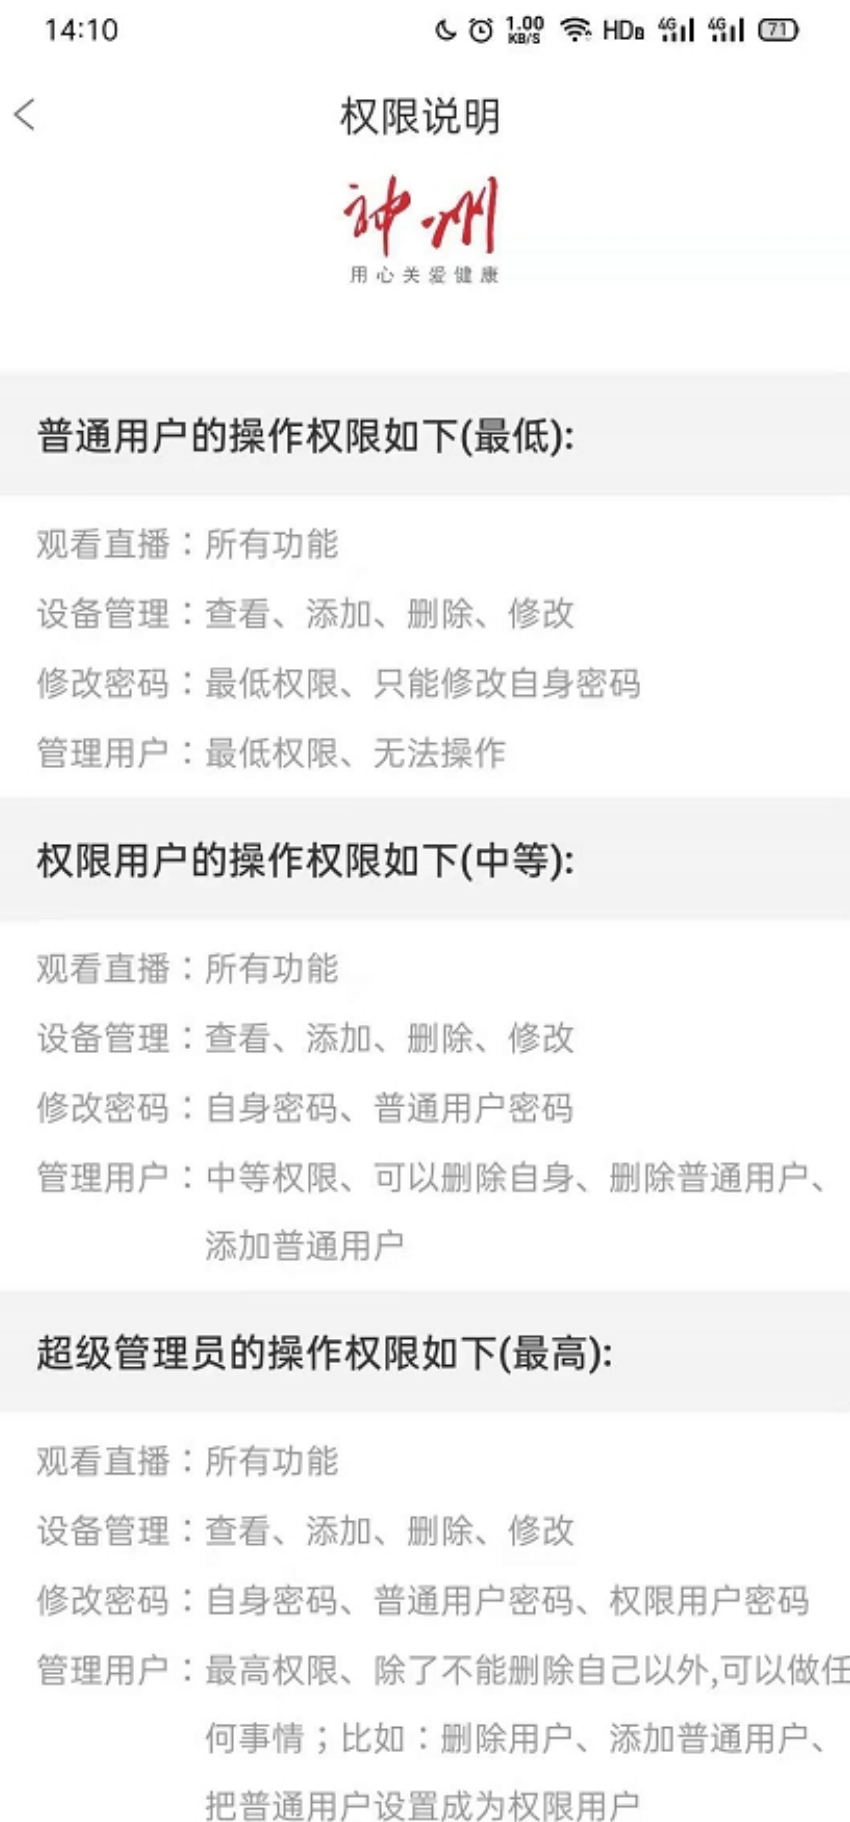 14:10
1.00 KB/S HD 4G 4G 71
权限说明
神州
用心关爱健康
普通用户的操作权限如下(最低):
观看直播：所有功能
设备管理：查看、添加、删除、修改
修改密码：最低权限、只能修改自身密码
管理用户：最低权限、无法操作
权限用户的操作权限如下(中等):
观看直播：所有功能
设备管理：查看、添加、删除、修改
修改密码：自身密码、普通用户密码
管理用户：中等权限、可以删除自身、删除普通用户、
添加普通用户
超级管理员的操作权限如下(最高):
观看直播：所有功能
设备管理：查看、添加、删除、修改
修改密码：自身密码、普通用户密码、权限用户密码
管理用户：最高权限、除了不能删除自己以外,可以做任
何事情；比如：删除用户、添加普通用户、
把普通用户设置成为权限用户